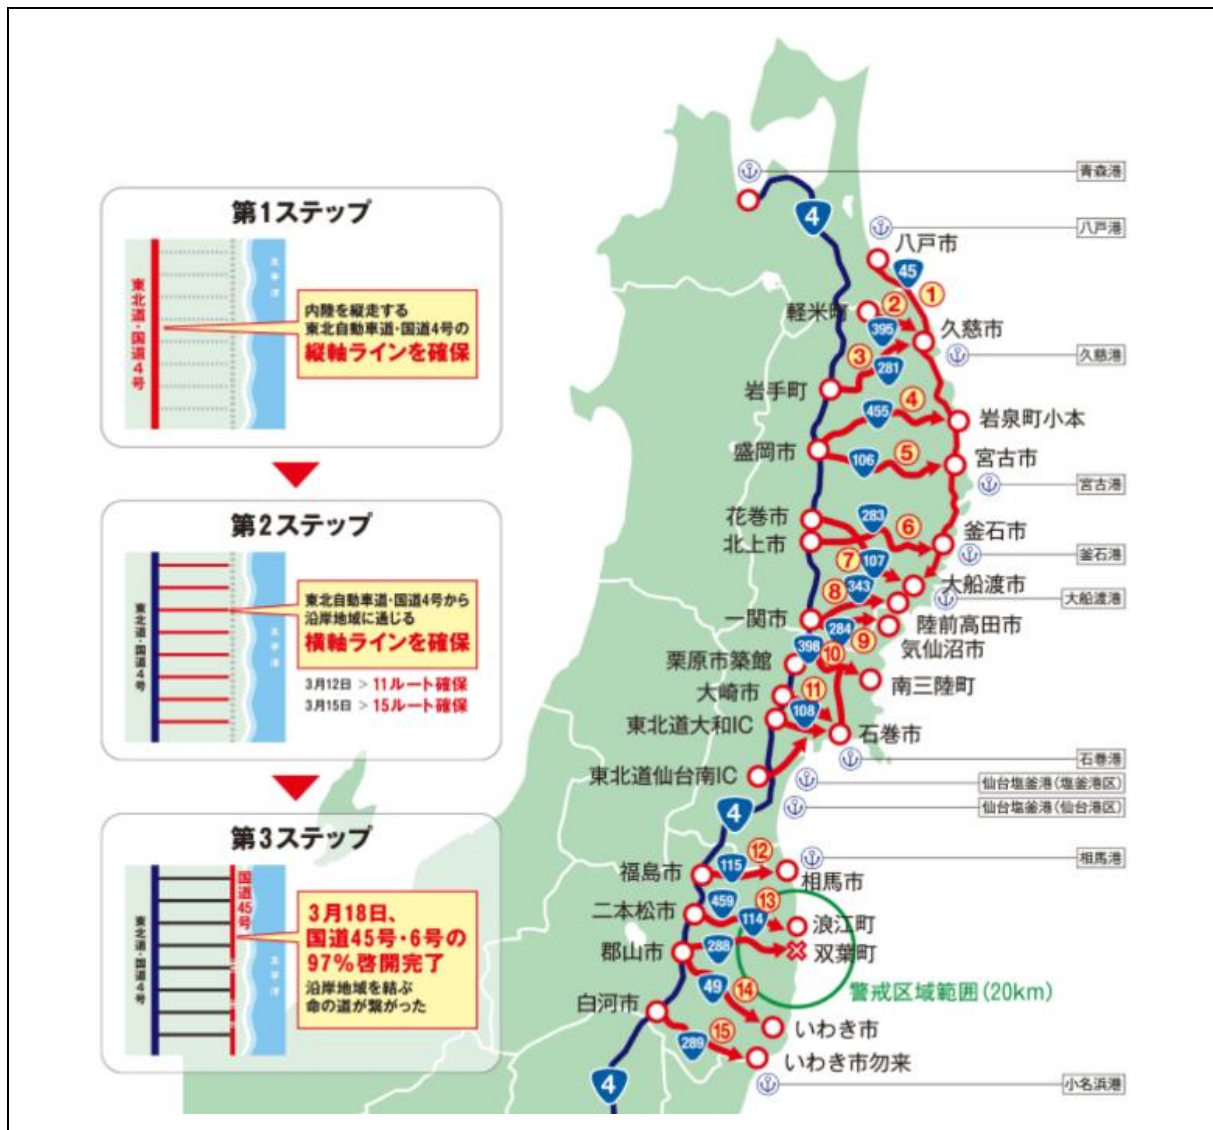 第1ステップ
東北道・国道4号
太平洋
内陸を縦走する
東北自動車道・国道4号の
縦軸ラインを確保
第2ステップ
東北道・国道4号
太平洋
東北自動車道・国道4号から
沿岸地域に通じる
横軸ラインを確保
3月12日 > 11ルート確保
3月15日 > 15ルート確保
第3ステップ
東北道・国道4号
国道45号
太平洋
3月18日、
国道45号・6号の
97%啓開完了
沿岸地域を結ぶ
命の道が繋がった
青森港
4
八戸港
八戸市
45
①
軽米町
②
395
久慈市
久慈港
③
281
岩手町
④
455
岩泉町小本
盛岡市
106
⑤
宮古市
宮古港
花巻市
283
⑥
北上市
釜石市
釜石港
⑦
107
大船渡市
⑧
343
大船渡港
一関市
284
⑨
陸前高田市
気仙沼市
398
⑩
栗原市築館
南三陸町
大崎市
⑪
108
東北道大和IC
石巻市
石巻港
東北道仙台南IC
仙台塩釜港(塩釜港区)
仙台塩釜港(仙台港区)
4
⑫
115
福島市
相馬市
相馬港
459
⑬
二本松市
114
浪江町
郡山市
288
双葉町
49
⑭
警戒区域範囲(20km)
白河市
いわき市
289
⑮
いわき市勿来
4
小名浜港